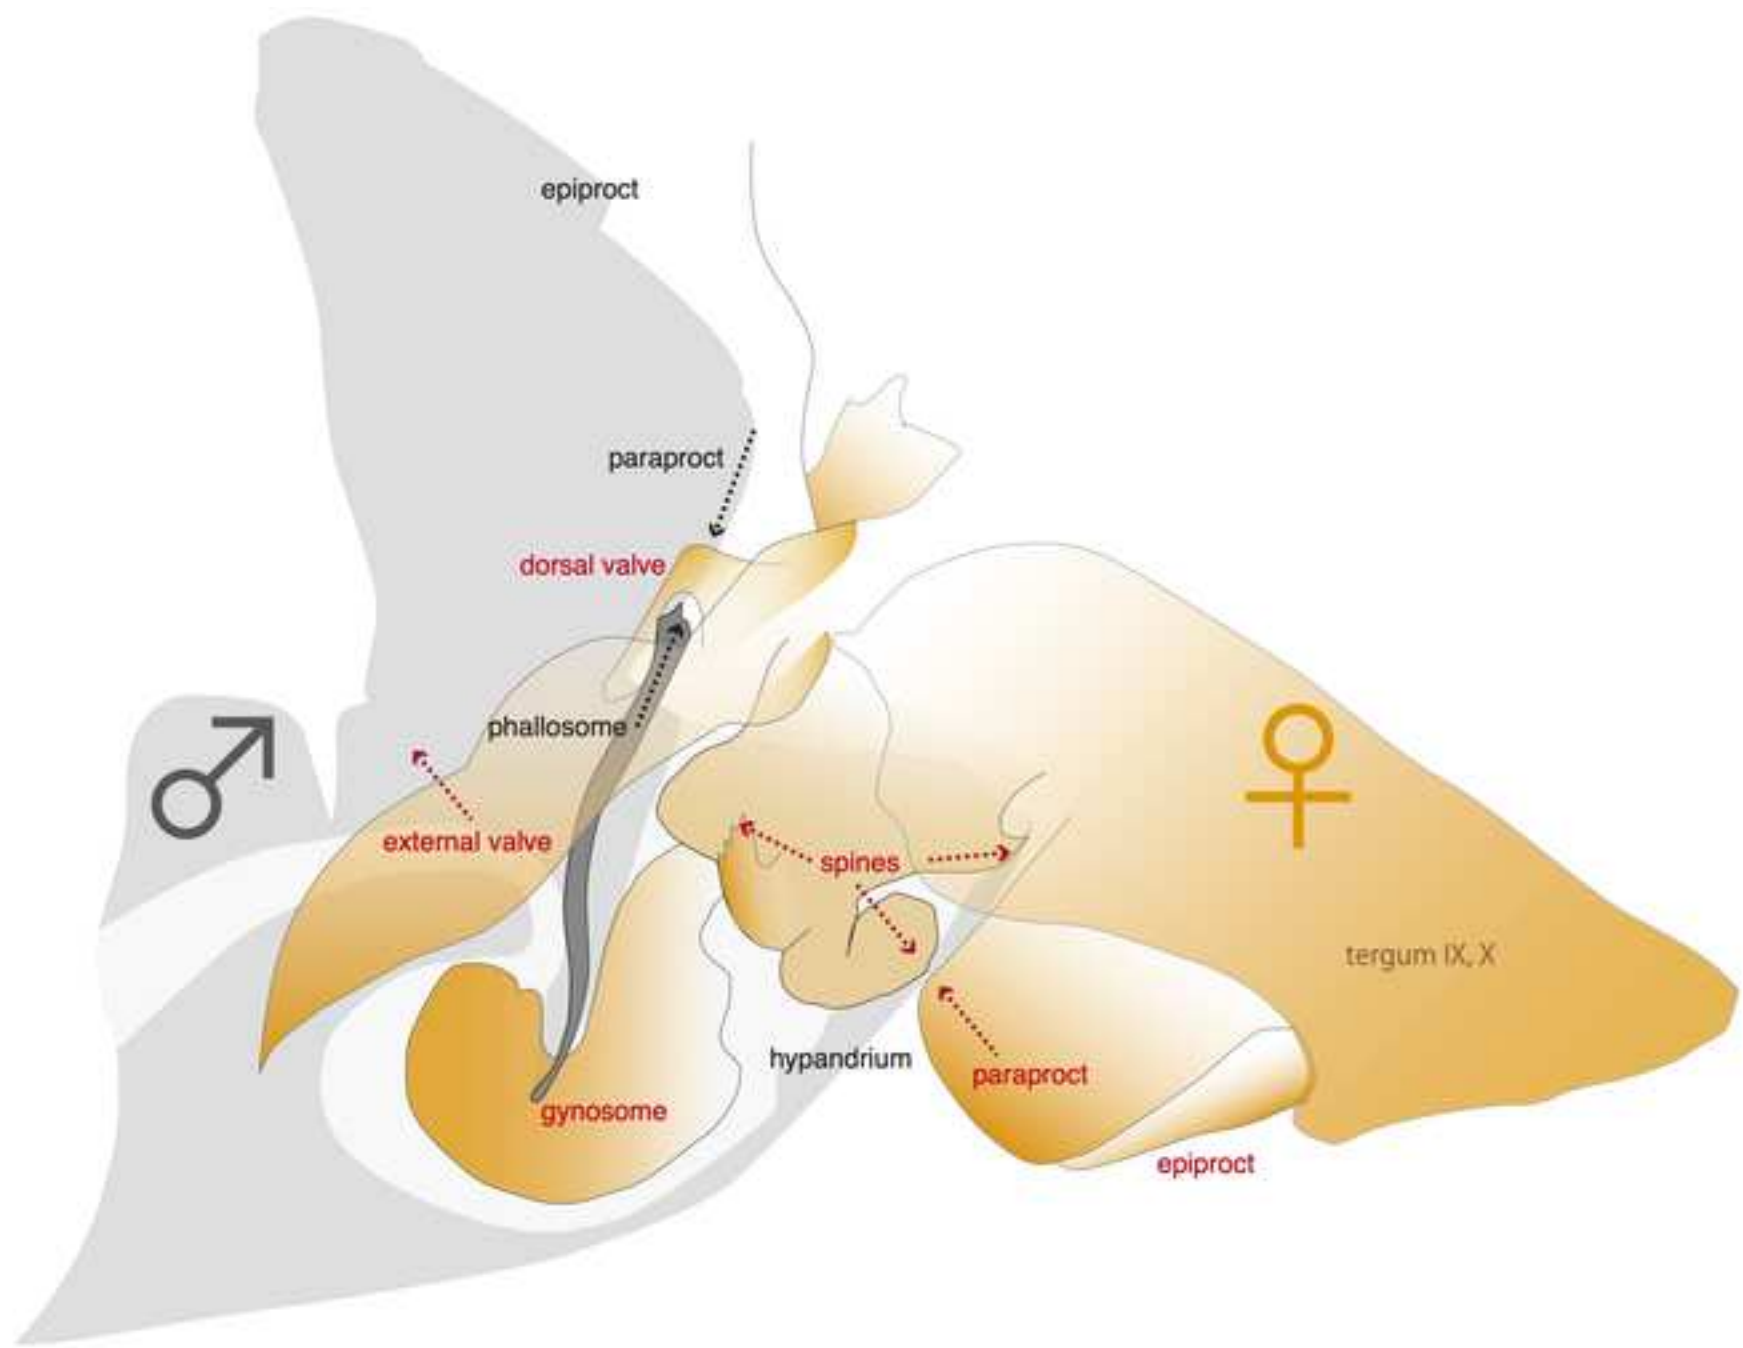 epiproct
paraproct
dorsal valve
phallosome
external valve
spines
tergum IX, X
hypandrium
paraproct
gynosome
epiproct